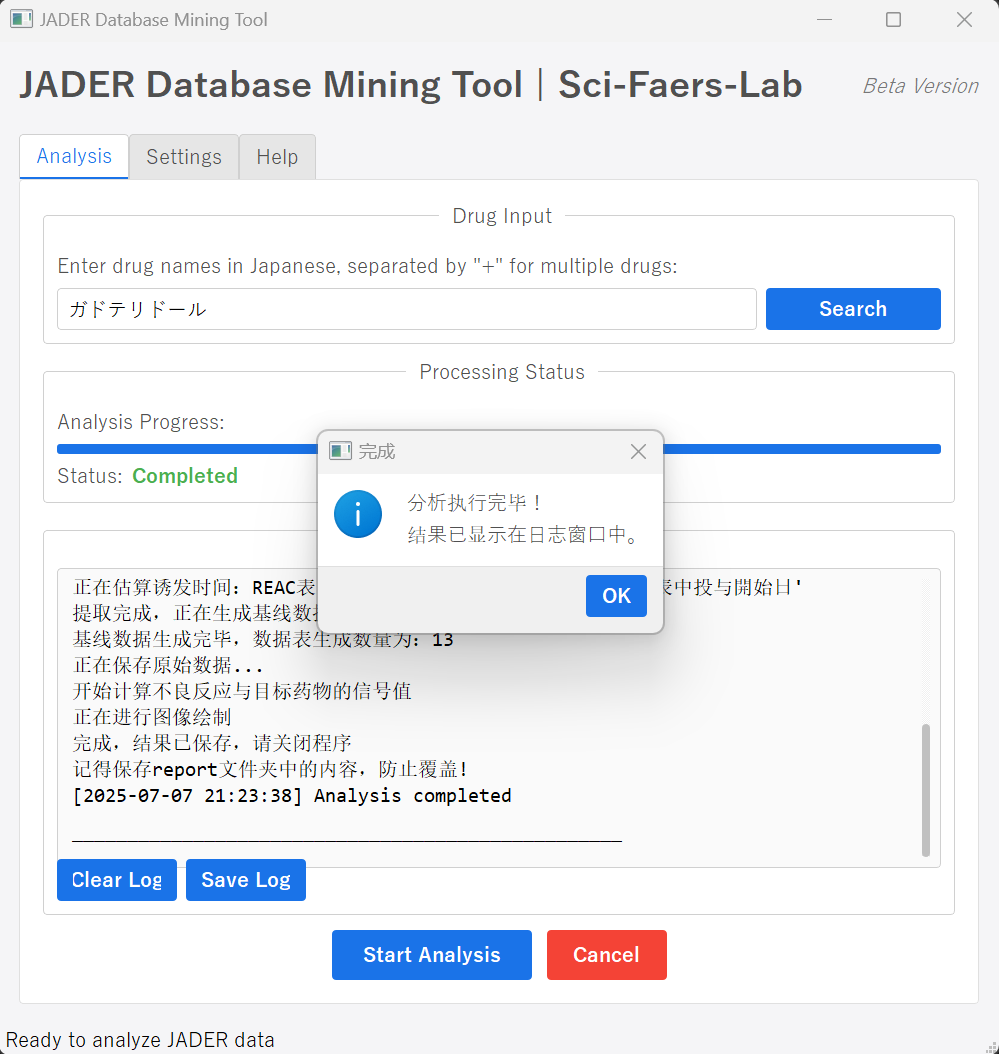 JADER Database Mining Tool
JADER Database Mining Tool | Sci-Faers-Lab
Beta Version
Analysis
Settings
Help
Drug Input
Enter drug names in Japanese, separated by "+" for multiple drugs:
ガドテリドール
Search
Processing Status
Analysis Progress:
Status: Completed
完成
分析执行完毕！
结果已显示在日志窗口中。
OK
正在估算诱发时间: REAC表 表中投与開始日'
提取完成, 正在生成基线数
基线数据生成完毕, 数据表生成数量为: 13
正在保存原始数据...
开始计算不良反应与目标药物的信号值
正在进行图像绘制
完成, 结果已保存, 请关闭程序
记得保存report文件夹中的内容, 防止覆盖!
[2025-07-07 21:23:38] Analysis completed
Clear Log
Save Log
Start Analysis
Cancel
Ready to analyze JADER data